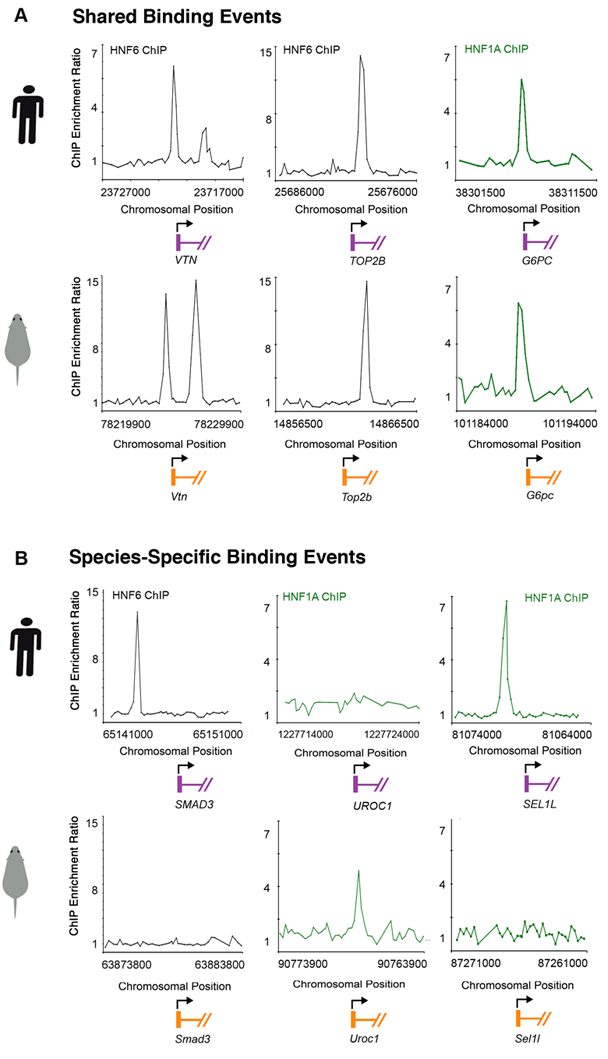 A Shared Binding Events
HNF6 ChIP HNF6 ChIP HNF1A ChIP
ChIP Enrichment Ratio
7 4 1
15 8 1
7 4 1
23727000 23717000 25686000 25676000 38301500 38311500
Chromosomal Position Chromosomal Position Chromosomal Position
VTN TOP2B G6PC
ChIP Enrichment Ratio
15 8 1
15 8 1
7 4 1
78219900 78229900 14856500 14866500 101184000 101194000
Chromosomal Position Chromosomal Position Chromosomal Position
Vtn Top2b G6pc
B Species-Specific Binding Events
HNF6 ChIP HNF1A ChIP HNF1A ChIP
ChIP Enrichment Ratio
15 8 1
7 4 1
7 4 1
65141000 65151000 1227714000 1227724000 81074000 81064000
Chromosomal Position Chromosomal Position Chromosomal Position
SMAD3 UROC1 SEL1L
ChIP Enrichment Ratio
15 8 1
7 4 1
7 4 1
63873800 63883800 90773900 90763900 87271000 87261000
Chromosomal Position Chromosomal Position Chromosomal Position
Smad3 Uroc1 Sel1l